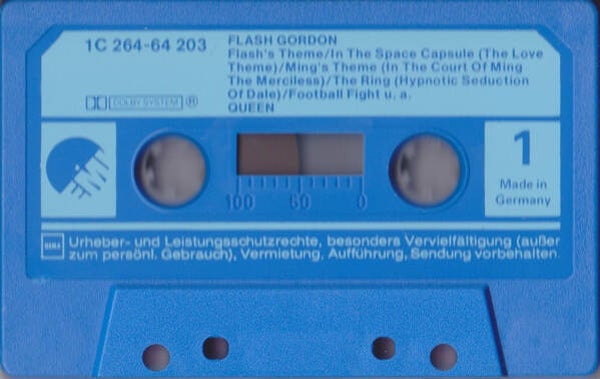 1C 264-64 203
FLASH GORDON
Flash's Theme/In The Space Capsule (The Love
Theme)/Ming's Theme (In The Court Of Ming
The Merciless)/The Ring (Hypnotic Seduction
Of Dale)/Football Fight u. a.
QUEEN
DOLBY SYSTEM ®
EMI
100 50 0
1
Made in
Germany
GEMA
Urheber- und Leistungsschutzrechte, besonders Vervielfältigung (außer
zum persönl. Gebrauch), Vermietung, Aufführung, Sendung vorbehalten